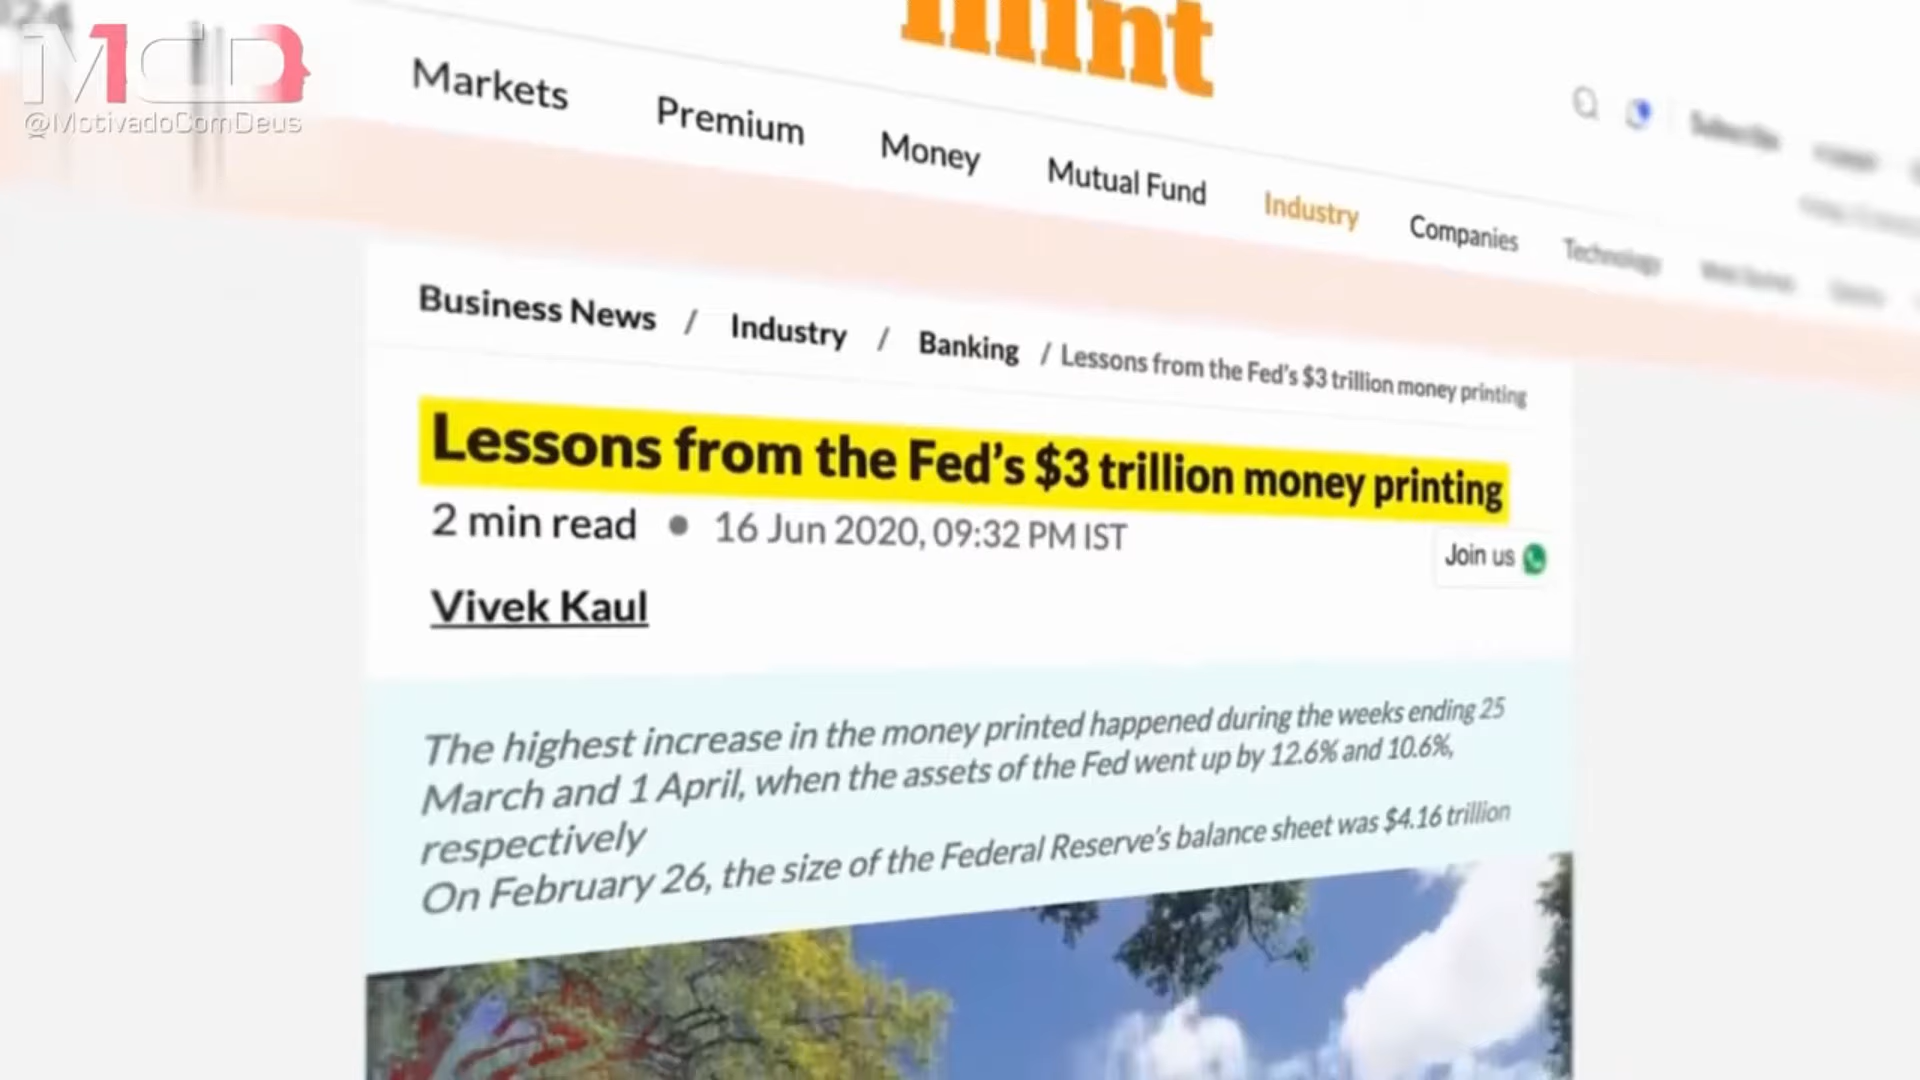 MCD
@MotivadoComDeus
mint
Markets Premium Money Mutual Fund Industry Companies Technology
Business News / Industry / Banking / Lessons from the Fed's $3 trillion money printing
Lessons from the Fed’s $3 trillion money printing
2 min read • 16 Jun 2020, 09:32 PM IST
Join us
Vivek Kaul
The highest increase in the money printed happened during the weeks ending 25
March and 1 April, when the assets of the Fed went up by 12.6% and 10.6%,
respectively
On February 26, the size of the Federal Reserve’s balance sheet was $4.16 trillion